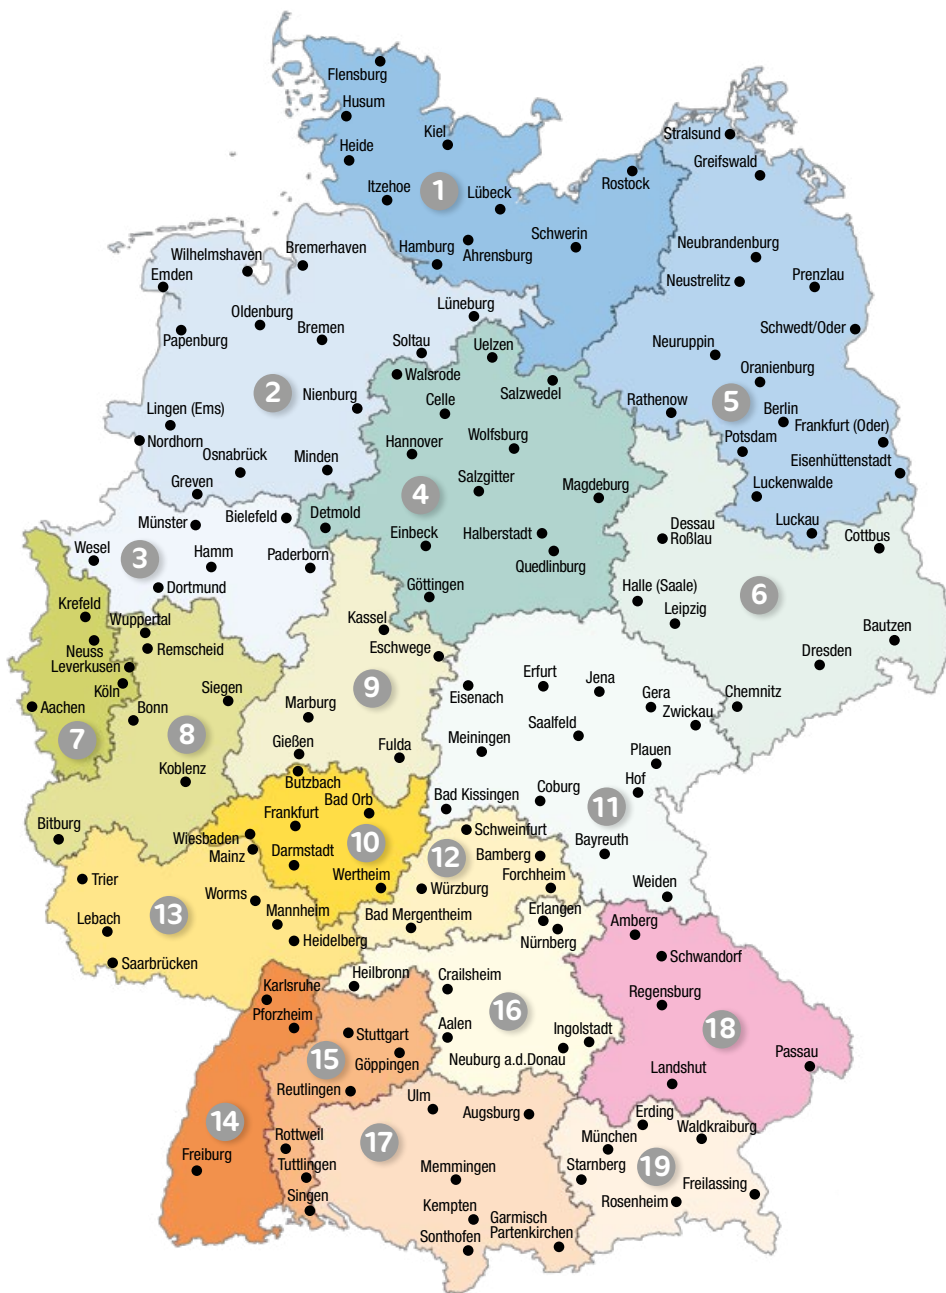 Flensburg
Husum
Kiel
Heide
Stralsund
Greifswald
Rostock
Itzehoe
1
Lübeck
Schwerin
Hamburg
Ahrensburg
Neubrandenburg
Neustrelitz
Prenzlau
Wilhelmshaven
Bremerhaven
Emden
Oldenburg
Bremen
Papenburg
Lüneburg
Soltau
Uelzen
Schwedt/Oder
Neuruppin
Oranienburg
Walsrode
Salzwedel
2
Nienburg
Celle
Rathenow
5
Berlin
Lingen (Ems)
Nordhorn
Hannover
Wolfsburg
Potsdam
Frankfurt (Oder)
Osnabrück
Minden
Eisenhüttenstadt
Greven
4
Salzgitter
Magdeburg
Luckenwalde
Münster
Bielefeld
Detmold
Einbeck
Halberstadt
Dessau
Roßlau
Luckau
Cottbus
Wesel
3
Hamm
Paderborn
Quedlinburg
Dortmund
Göttingen
Halle (Saale)
6
Krefeld
Wuppertal
Kassel
Leipzig
Bautzen
Neuss
Remscheid
Eschwege
Leverkusen
Dresden
Köln
Siegen
9
Eisenach
Erfurt
Jena
Gera
Chemnitz
Aachen
Bonn
Marburg
Zwickau
7
8
Saalfeld
Gießen
Fulda
Meiningen
Plauen
Koblenz
Butzbach
Hof
Bad Orb
Bad Kissingen
Coburg
11
Bitburg
Frankfurt
Wiesbaden
Schweinfurt
Mainz
Darmstadt
10
12
Bamberg
Bayreuth
Trier
Wertheim
Würzburg
Forchheim
Worms
Weiden
13
Mannheim
Bad Mergentheim
Erlangen
Lebach
Nürnberg
Amberg
Heidelberg
Saarbrücken
Schwandorf
Heilbronn
Crailsheim
Karlsruhe
Pforzheim
16
Regensburg
Stuttgart
Aalen
Ingolstadt
18
15
Göppingen
Neuburg a.d.Donau
Passau
Reutlingen
Landshut
Ulm
Augsburg
Erding
14
Waldkraiburg
Rottweil
17
München
Freiburg
Tuttlingen
Memmingen
Starnberg
19
Singen
Freilassing
Rosenheim
Kempten
Garmisch
Partenkirchen
Sonthofen